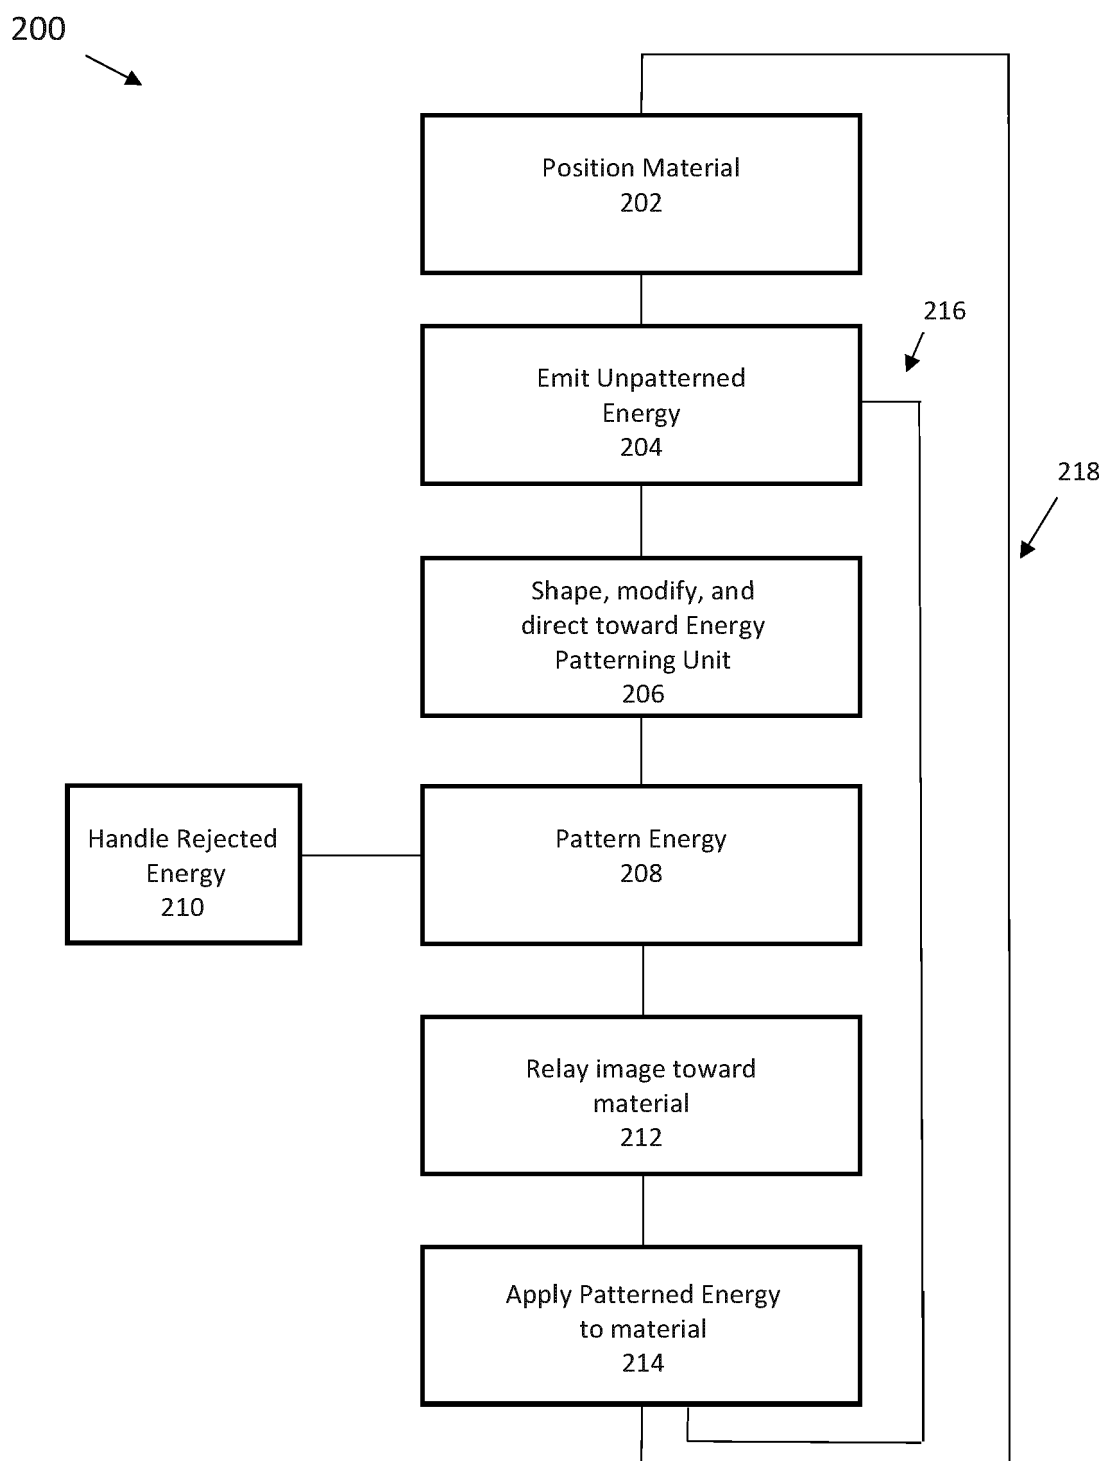 200
Position Material
202
216
Emit Unpatterned
Energy
204
218
Shape, modify, and
direct toward Energy
Patterning Unit
206
Handle Rejected
Energy
210
Pattern Energy
208
Relay image toward
material
212
Apply Patterned Energy
to material
214